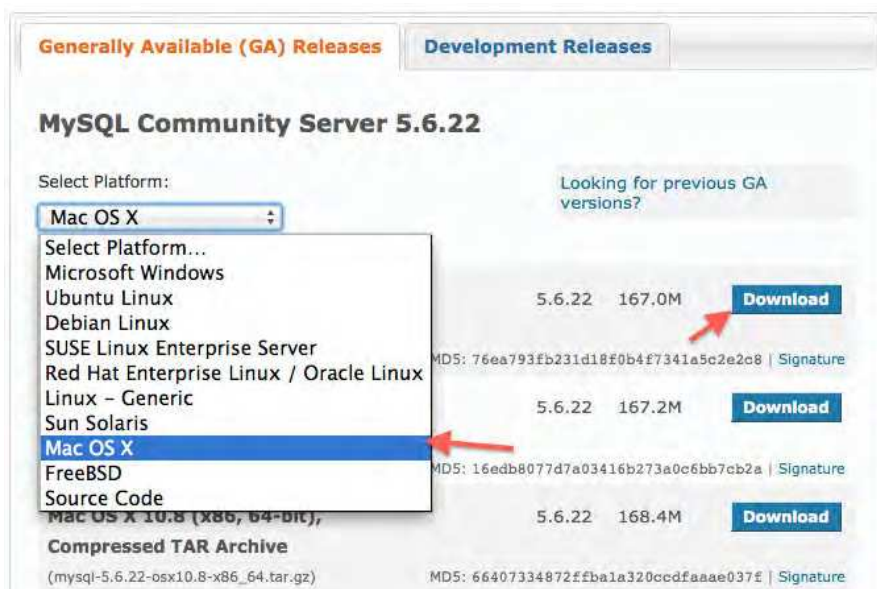 Generally Available (GA) Releases
Development Releases
MySQL Community Server 5.6.22
Select Platform:
Looking for previous GA
versions?
Mac OS X
Select Platform...
Microsoft Windows
Ubuntu Linux
Debian Linux
SUSE Linux Enterprise Server
Red Hat Enterprise Linux / Oracle Linux
Linux – Generic
Sun Solaris
Mac OS X
FreeBSD
Source Code
5.6.22 167.0M Download
MD5: 76ea793fb231d18f0b4f7341a5c2e2c8 | Signature
5.6.22 167.2M Download
MD5: 16edb8077d7a03416b273a0c6bb7cb2a | Signature
Mac OS X 10.8 (x86, 64-bit),
5.6.22 168.4M Download
Compressed TAR Archive
(mysql-5.6.22-osx10.8-x86_64.tar.gz)
MD5: 66407334872ffba1a320ccdfaaae037f | Signature